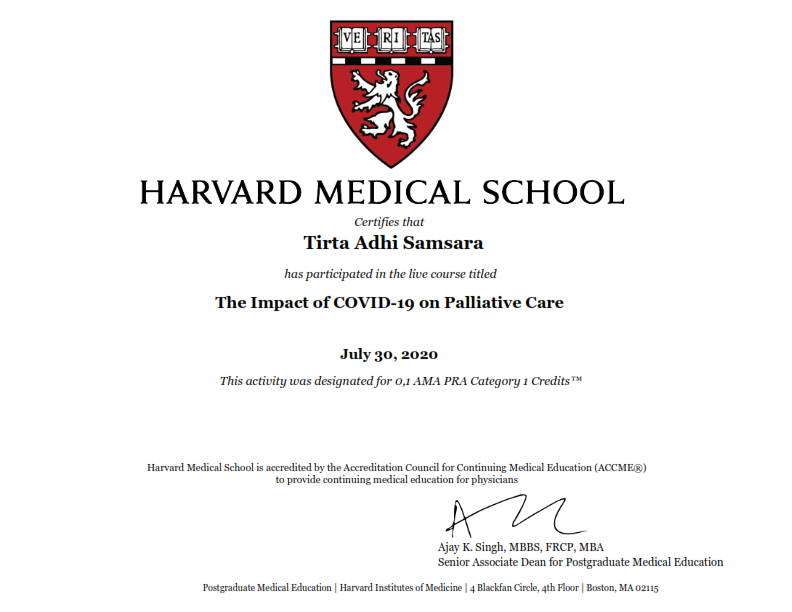 VE RI TAS
HARVARD MEDICAL SCHOOL
Certifies that
Tirta Adhi Samsara
has participated in the live course titled
The Impact of COVID-19 on Palliative Care
July 30, 2020
This activity was designated for 0,1 AMA PRA Category 1 Credits™
Harvard Medical School is accredited by the Accreditation Council for Continuing Medical Education (ACCME®)
to provide continuing medical education for physicians
Ajay K. Singh, MBBS, FRCP, MBA
Senior Associate Dean for Postgraduate Medical Education
Postgraduate Medical Education | Harvard Institutes of Medicine | 4 Blackfan Circle, 4th Floor | Boston, MA 02115